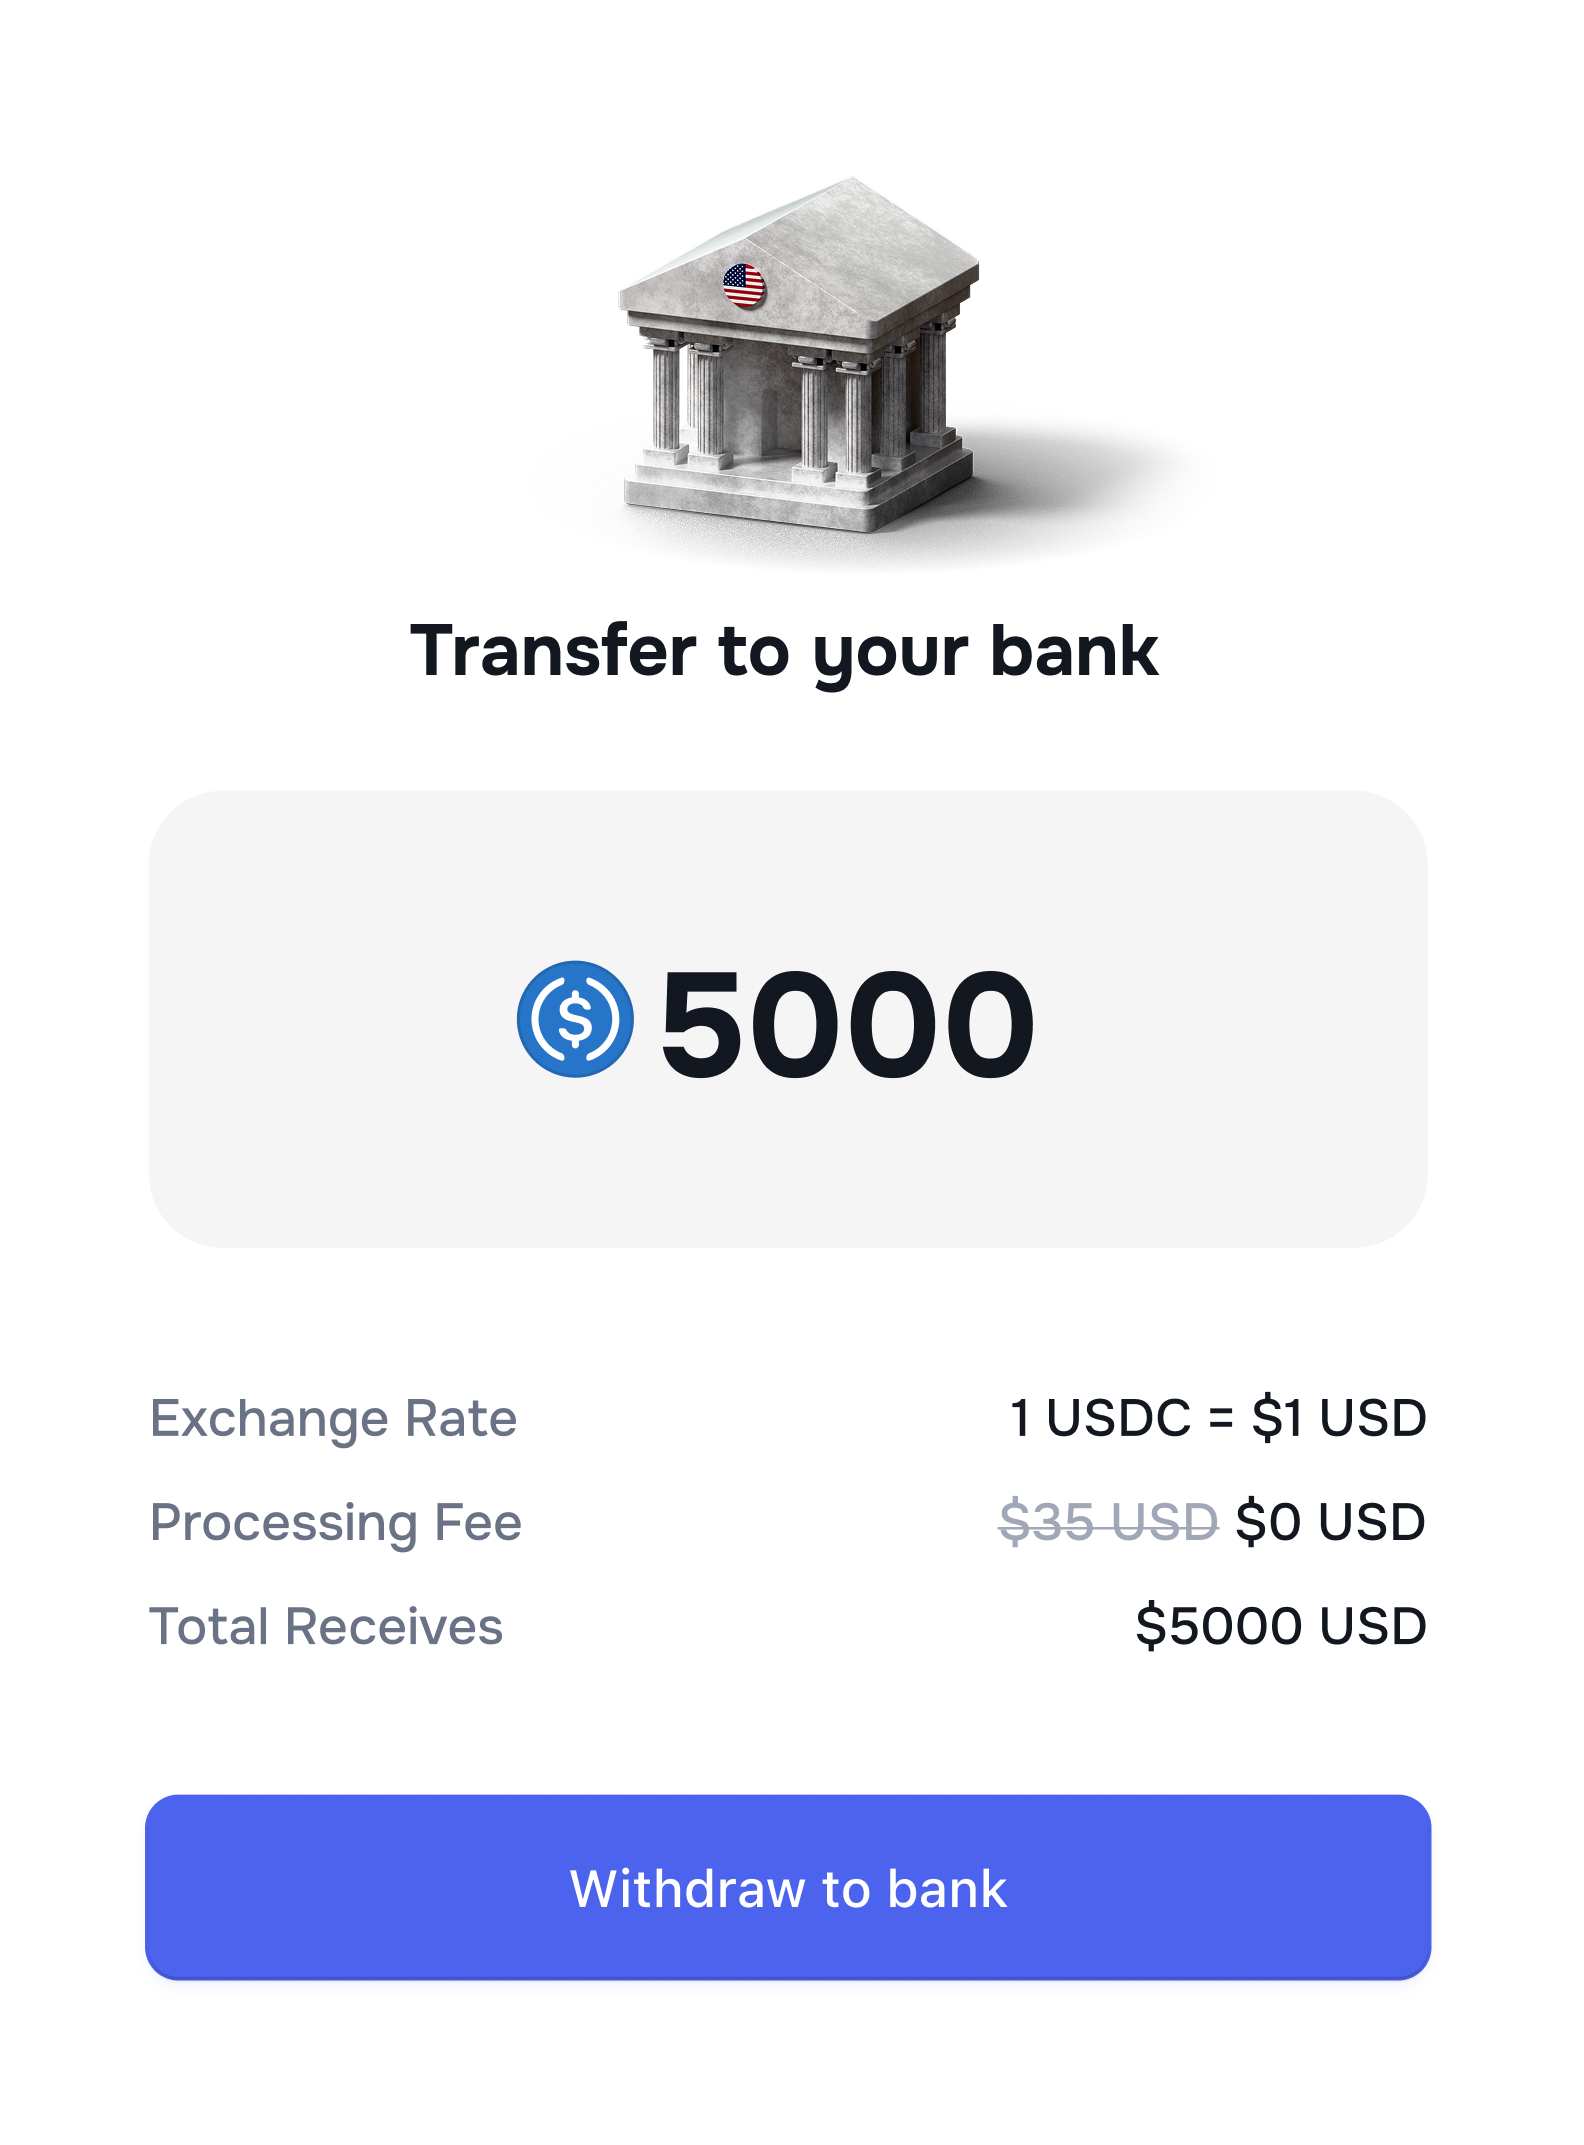 Transfer to your bank
$ 5000
Exchange Rate 1 USDC = $1 USD
Processing Fee $35 USD $0 USD
Total Receives $5000 USD
Withdraw to bank